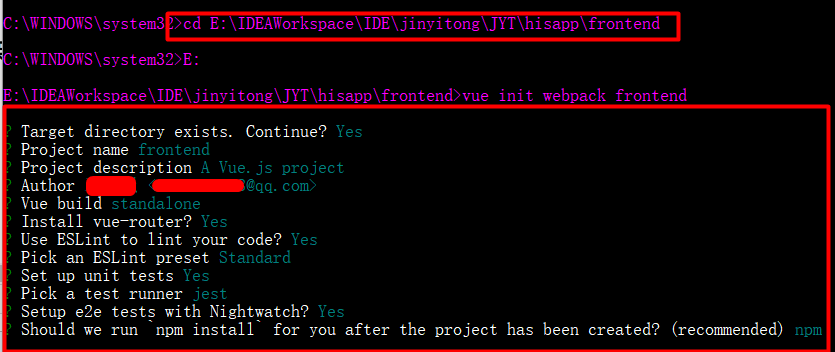 C:\WINDOWS\system32>cd E:\IDEAWorkspace\IDE\jinyitong\JYT\hisapp\frontend
C:\WINDOWS\system32>E:
E:\IDEAWorkspace\IDE\jinyitong\JYT\hisapp\frontend>vue init webpack frontend
? Target directory exists. Continue? Yes
? Project name frontend
? Project description A Vue.js project
? Author @qq.com>
? Vue build standalone
? Install vue-router? Yes
? Use ESLint to lint your code? Yes
? Pick an ESLint preset Standard
? Set up unit tests Yes
? Pick a test runner jest
? Setup e2e tests with Nightwatch? Yes
? Should we run `npm install` for you after the project has been created? (recommended) npm